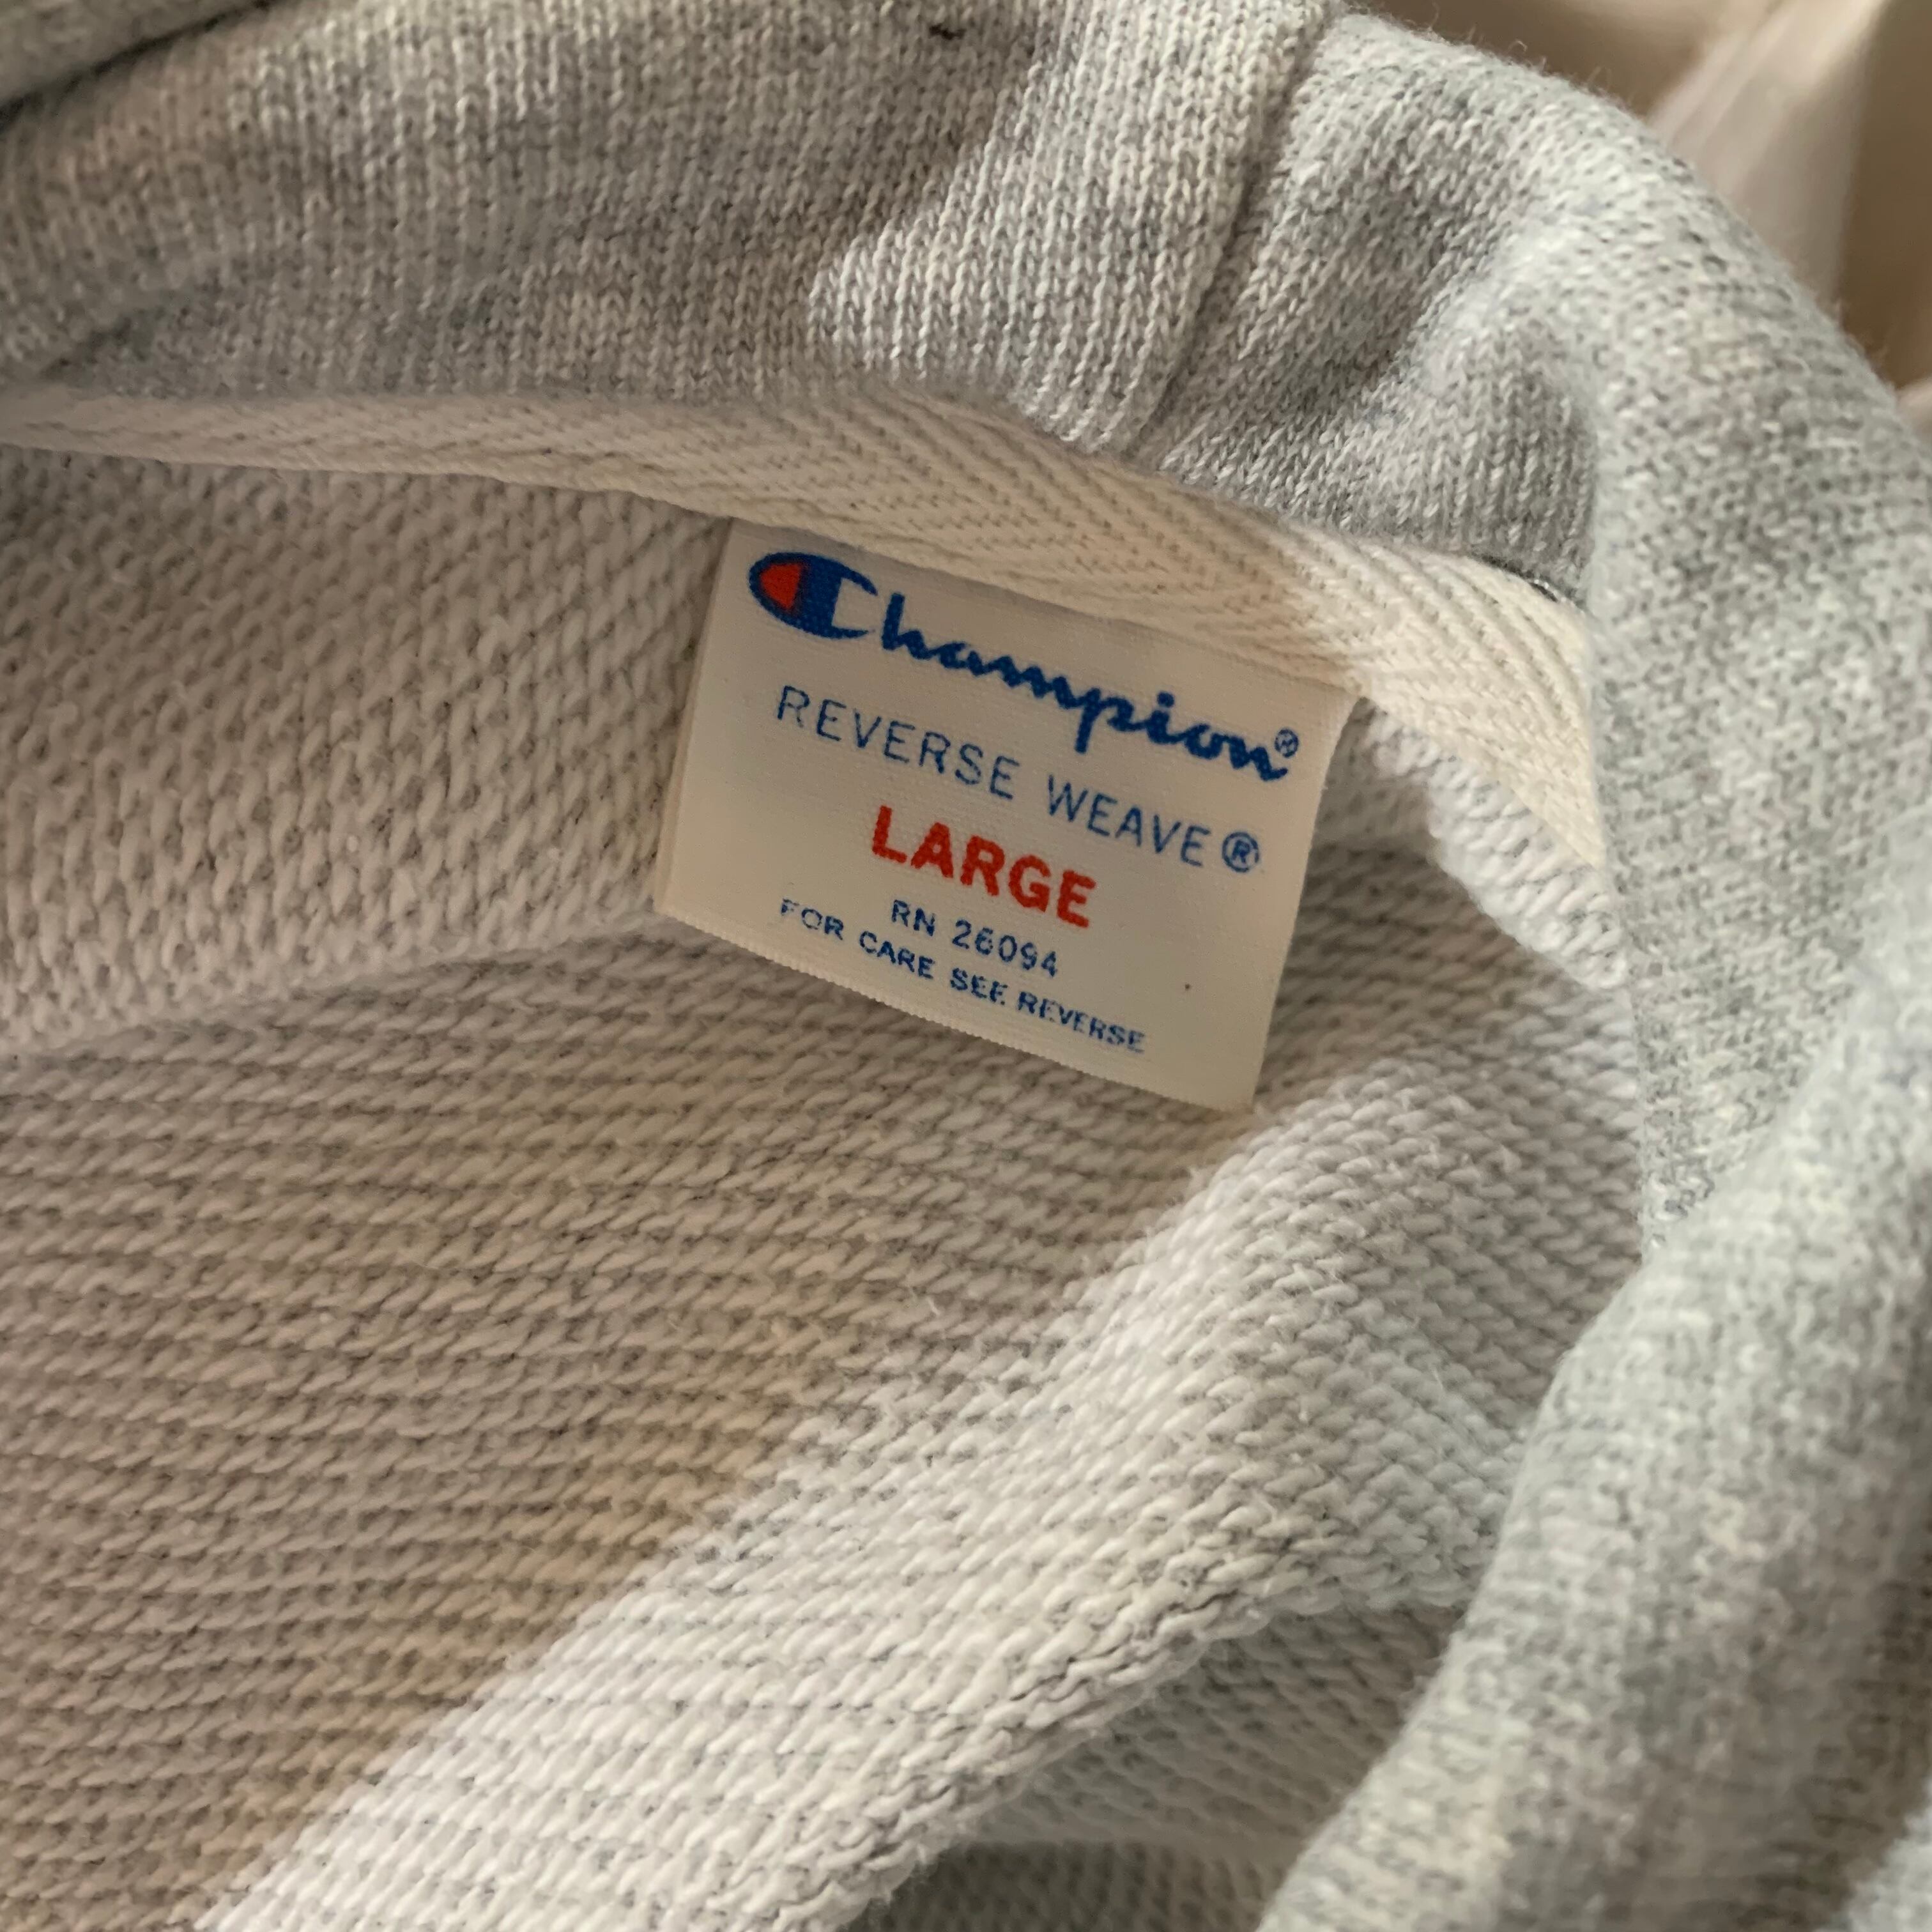 Champion®
REVERSE WEAVE®
LARGE
RN 26094
FOR CARE SEE REVERSE